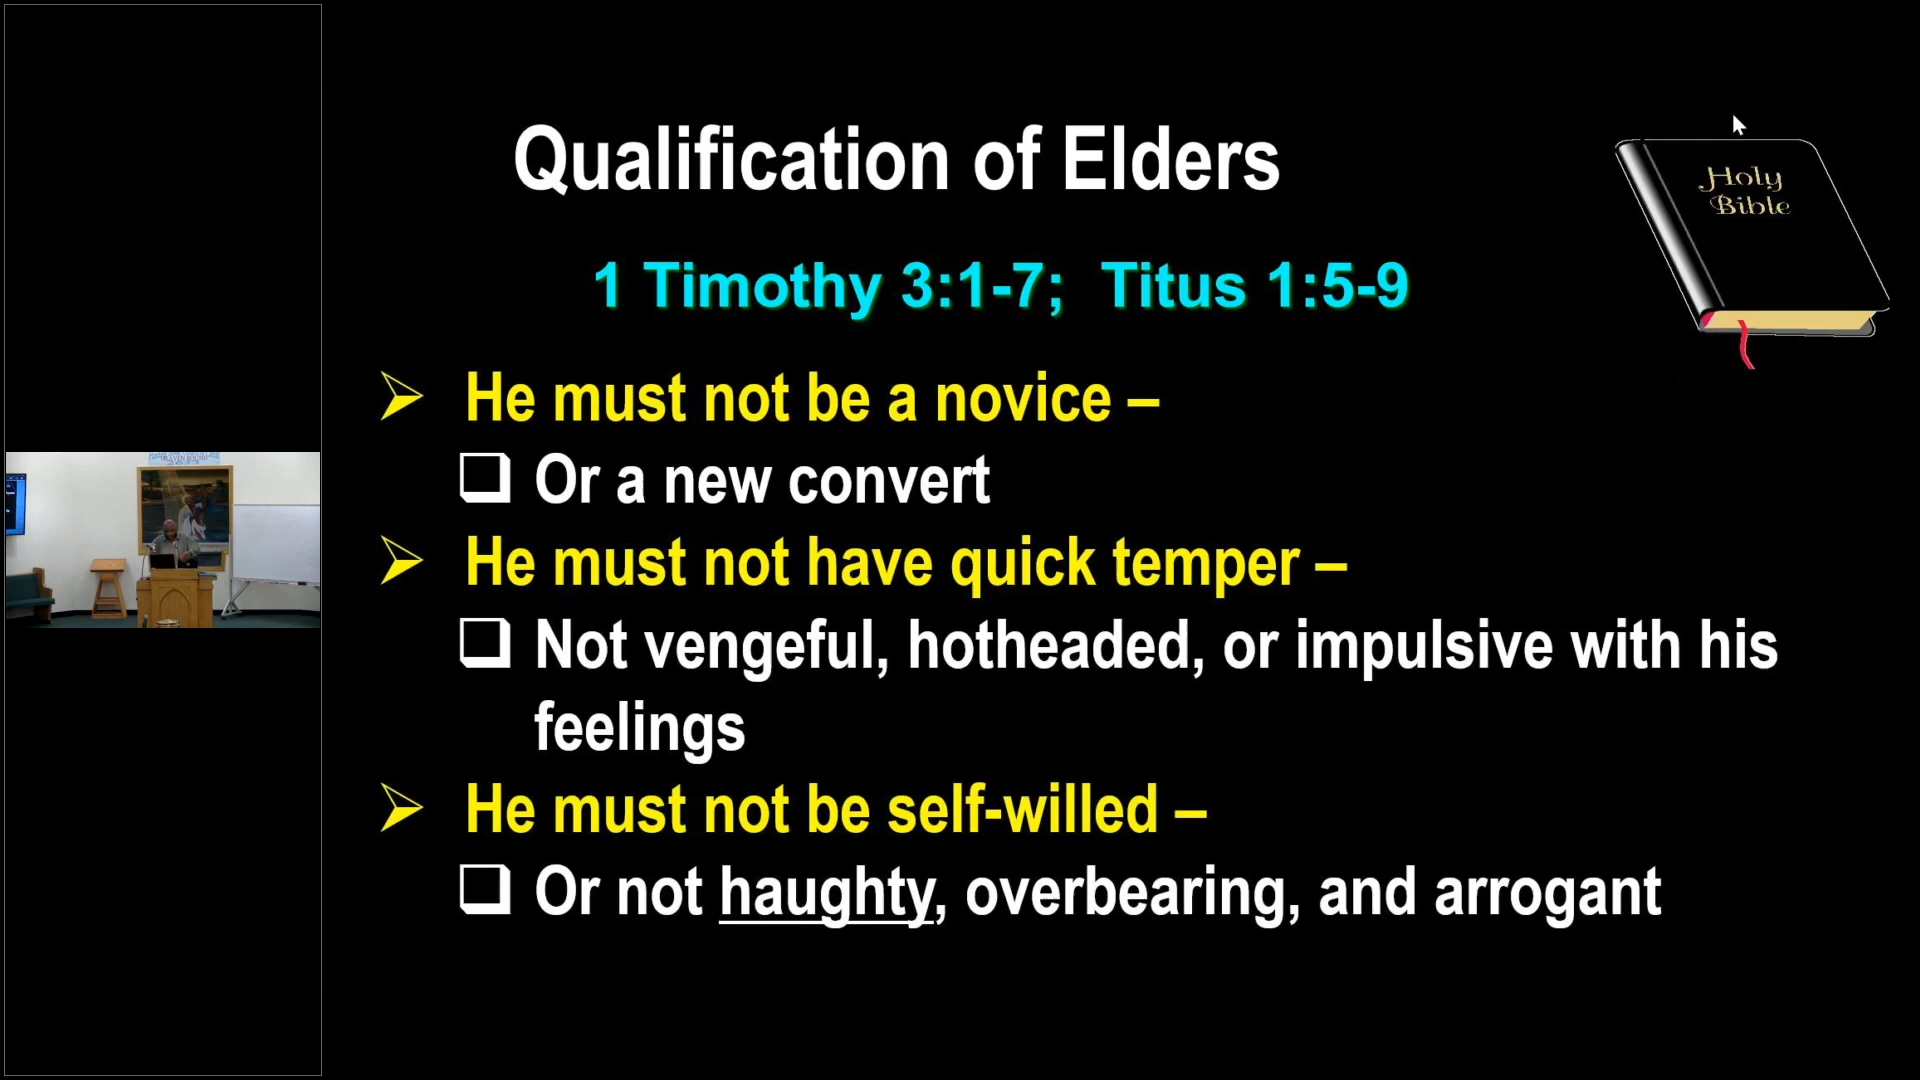 Qualification of Elders
Holy
Bible
1 Timothy 3:1-7; Titus 1:5-9
He must not be a novice –
Or a new convert
He must not have quick temper –
Not vengeful, hotheaded, or impulsive with his
feelings
He must not be self-willed –
Or not haughty, overbearing, and arrogant